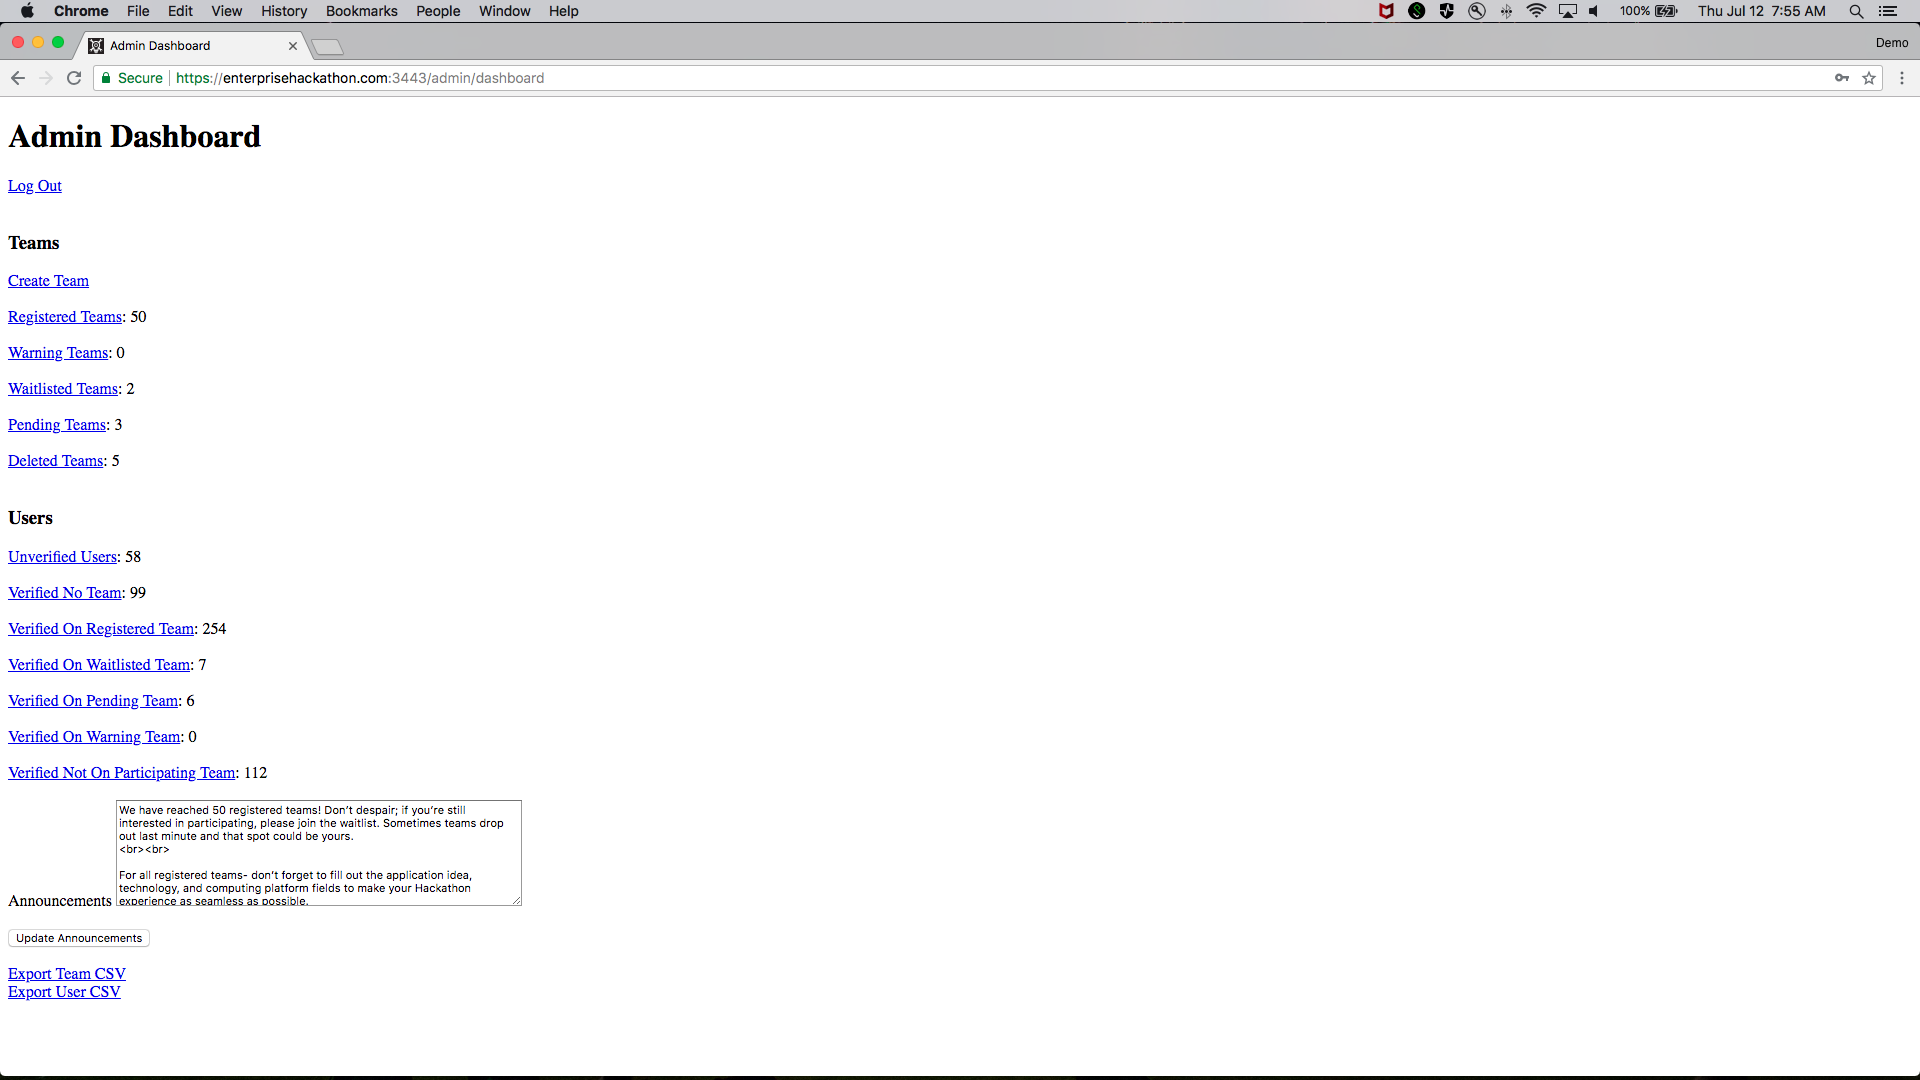 Chrome File Edit View History Bookmarks People Window Help 100% Thu Jul 12 7:55 AM
Admin Dashboard
Demo
Secure https://enterprisehackathon.com:3443/admin/dashboard
Admin Dashboard
Log Out
Teams
Create Team
Registered Teams: 50
Warning Teams: 0
Waitlisted Teams: 2
Pending Teams: 3
Deleted Teams: 5
Users
Unverified Users: 58
Verified No Team: 99
Verified On Registered Team: 254
Verified On Waitlisted Team: 7
Verified On Pending Team: 6
Verified On Warning Team: 0
Verified Not On Participating Team: 112
We have reached 50 registered teams! Don't despair; if you're still
interested in participating, please join the waitlist. Sometimes teams drop
out last minute and that spot could be yours.
<br><br>
For all registered teams- don't forget to fill out the application idea,
technology, and computing platform fields to make your Hackathon
experience as seamless as possible.
Announcements
Update Announcements
Export Team CSV
Export User CSV